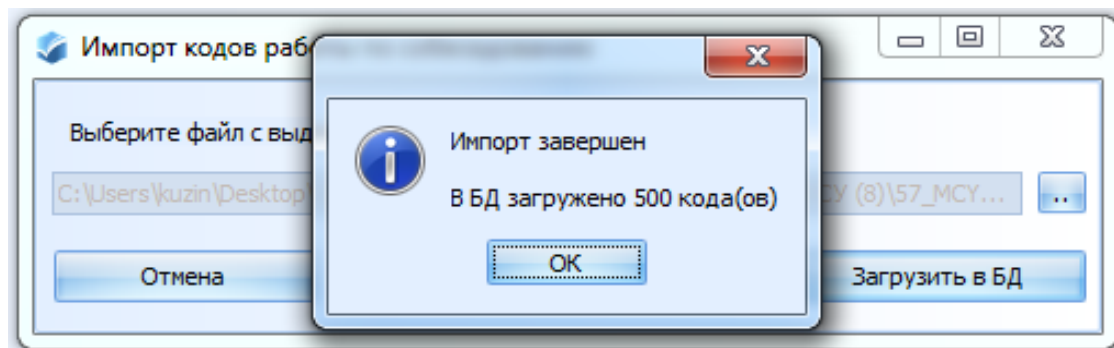 Импорт кодов раб
Импорт завершен
Выберите файл с выд
В БД загружено 500 кода(ов)
C:\Users\kuzin\Desktop
(8)\57_MCY...
..
Отмена
OK
Загрузить в БД